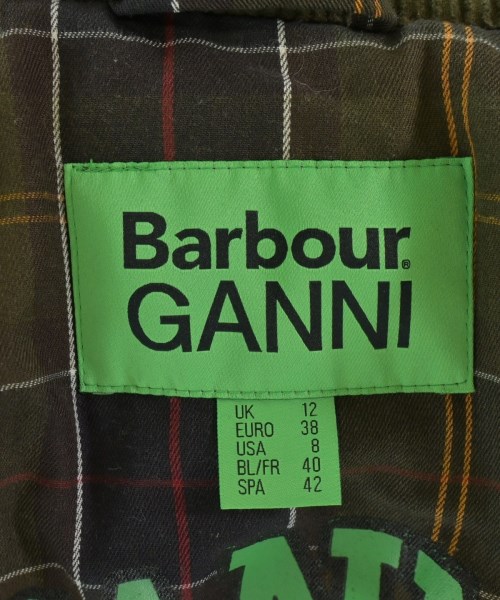 Barbour®
GANNI
UK 12
EURO 38
USA 8
BL/FR 40
SPA 42